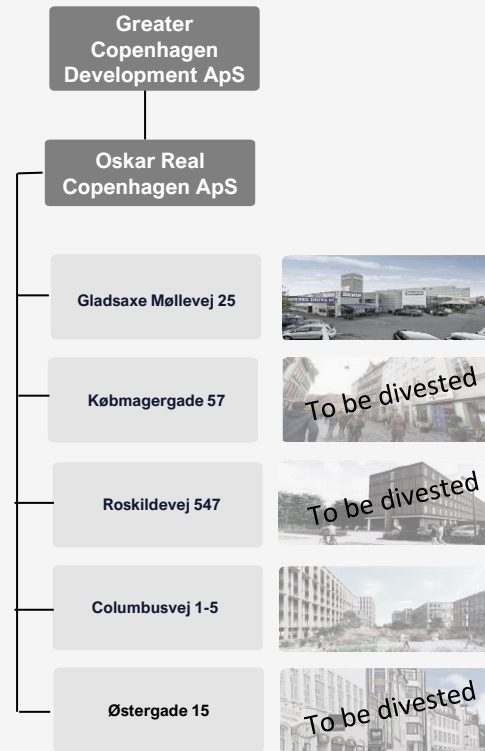 Greater
Copenhagen
Development ApS
Oskar Real
Copenhagen ApS
Gladsaxe Møllevej 25
Købmagergade 57
To be divested
Roskildevej 547
To be divested
Columbusvej 1-5
Østergade 15
To be divested